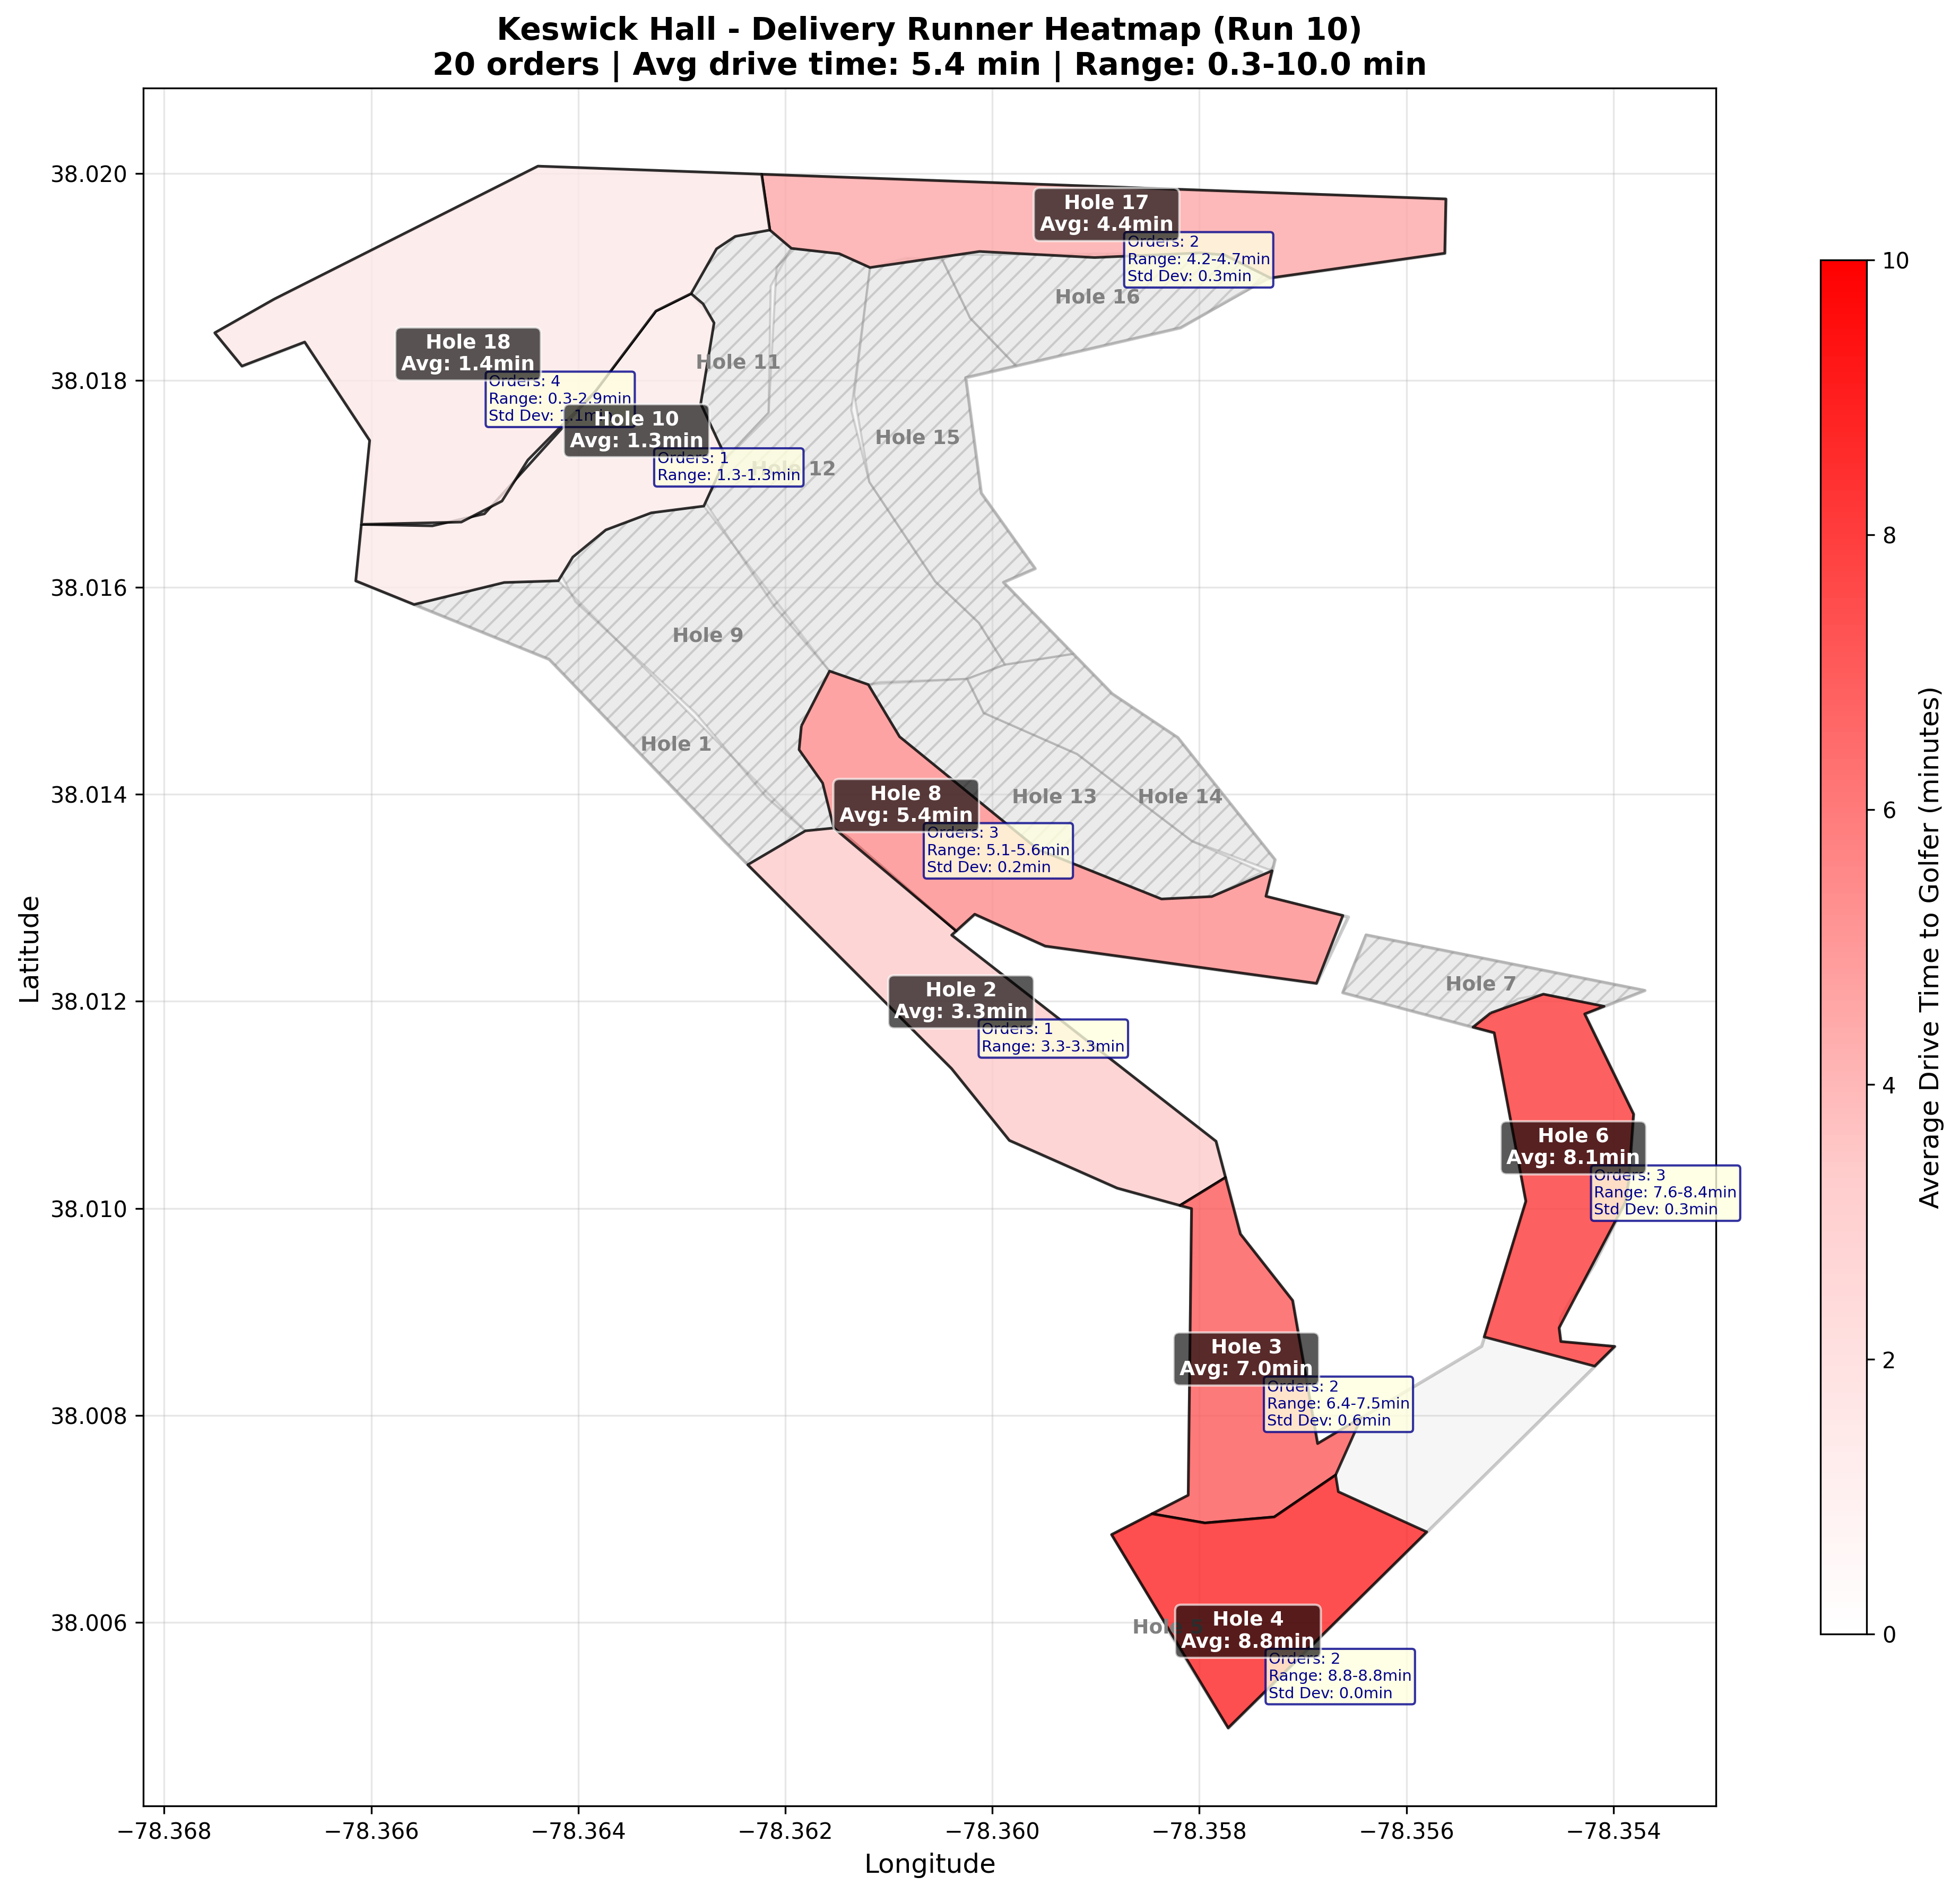 Keswick Hall - Delivery Runner Heatmap (Run 10)
20 orders | Avg drive time: 5.4 min | Range: 0.3-10.0 min
Hole 17
Avg: 4.4min
Orders: 2
Range: 4.2-4.7min
Std Dev: 0.3min
Hole 16
Hole 18
Avg: 1.4min
Orders: 4
Range: 0.3-2.9min
Std Dev: 1.1min
Hole 11
Hole 10
Avg: 1.3min
Orders: 1
Range: 1.3-1.3min
Hole 12
Hole 15
Hole 9
Hole 1
Hole 8
Avg: 5.4min
Orders: 3
Range: 5.1-5.6min
Std Dev: 0.2min
Hole 13
Hole 14
Hole 2
Avg: 3.3min
Orders: 1
Range: 3.3-3.3min
Hole 7
Hole 6
Avg: 8.1min
Orders: 3
Range: 7.6-8.4min
Std Dev: 0.3min
Hole 3
Avg: 7.0min
Orders: 2
Range: 6.4-7.5min
Std Dev: 0.6min
Hole 4
Avg: 8.8min
Orders: 2
Range: 8.8-8.8min
Std Dev: 0.0min
38.020
38.018
38.016
38.014
38.012
38.010
38.008
38.006
Latitude
−78.368
−78.366
−78.364
−78.362
−78.360
−78.358
−78.356
−78.354
Longitude
10
8
6
4
2
0
Average Drive Time to Golfer (minutes)